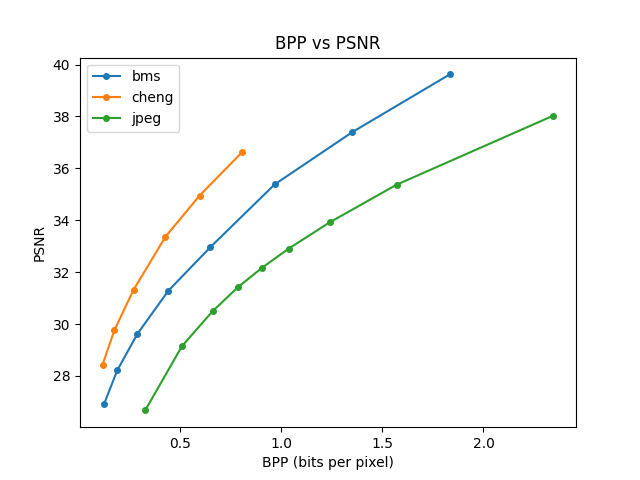 BPP vs PSNR
bms
cheng
jpeg
PSNR
40
38
36
34
32
30
28
0.5 1.0 1.5 2.0
BPP (bits per pixel)